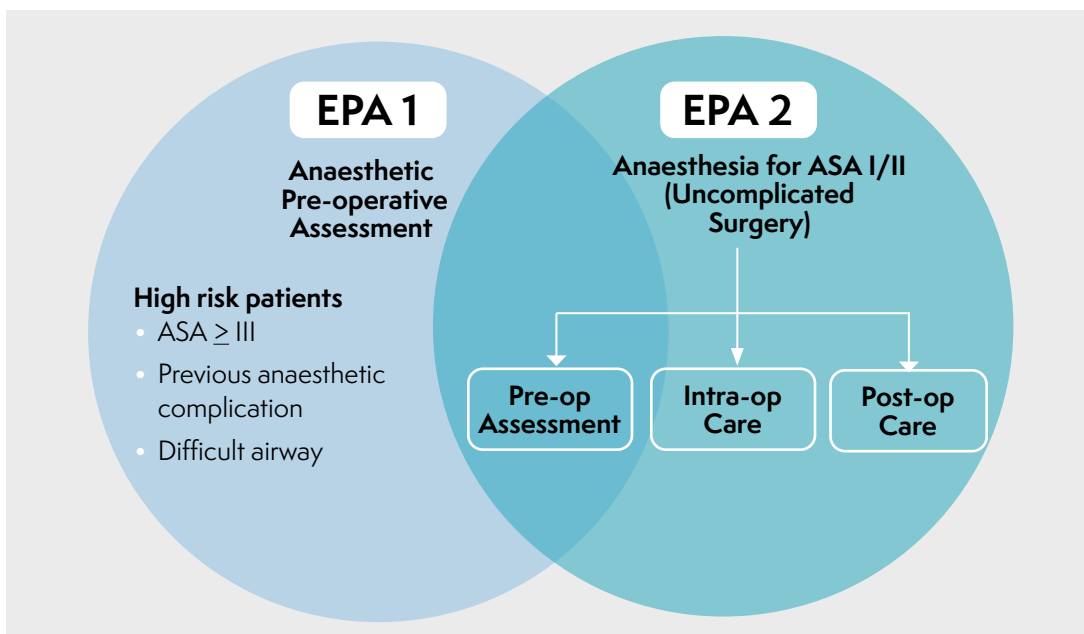 EPA 1
Anaesthetic
Pre-operative
Assessment
High risk patients
• ASA ≥ III
• Previous anaesthetic
complication
• Difficult airway
EPA 2
Anaesthesia for ASA I/II
(Uncomplicated
Surgery)
Pre-op
Assessment
Intra-op
Care
Post-op
Care